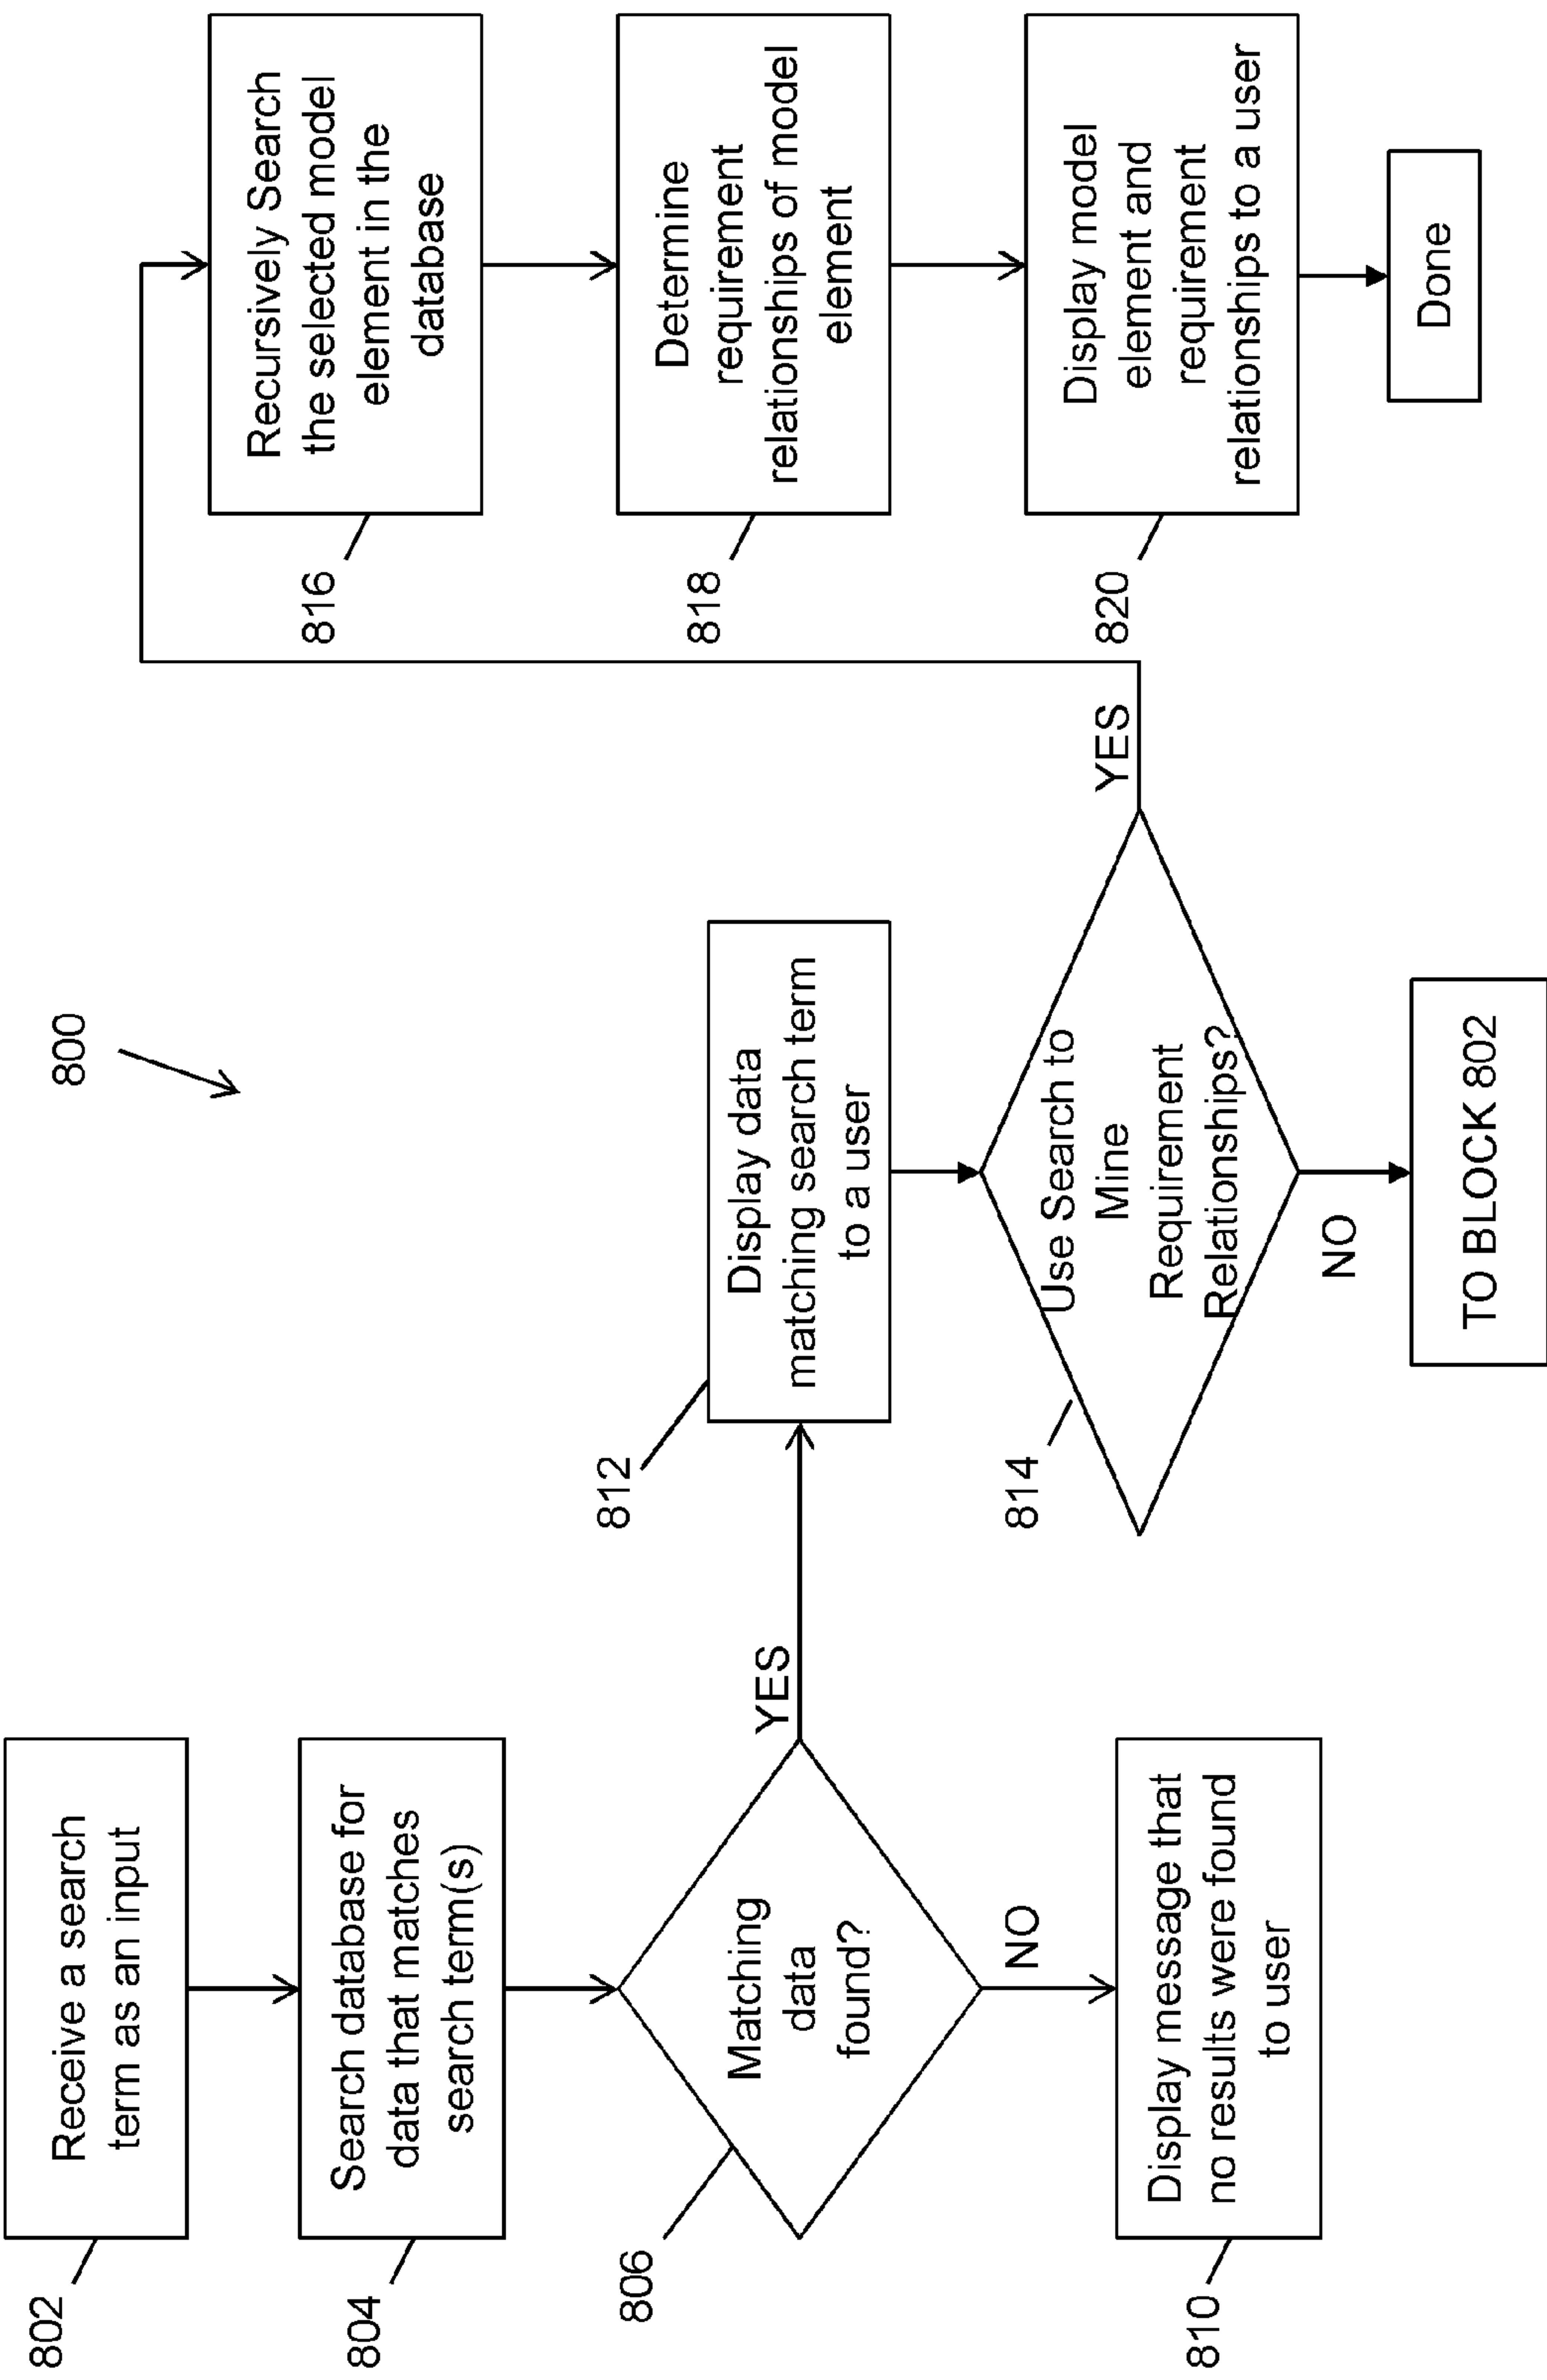 800
802
Receive a search
term as an input
804
Search database for
data that matches
search term(s)
806
Matching
data
found?
YES
NO
810
Display message that
no results were found
to user
812
Display data
matching search term
to a user
814
Use Search to
Mine
Requirement
Relationships?
YES
NO
TO BLOCK 802
816
Recursively Search
the selected model
element in the
database
818
Determine
requirement
relationships of model
element
820
Display model
element and
requirement
relationships to a user
Done